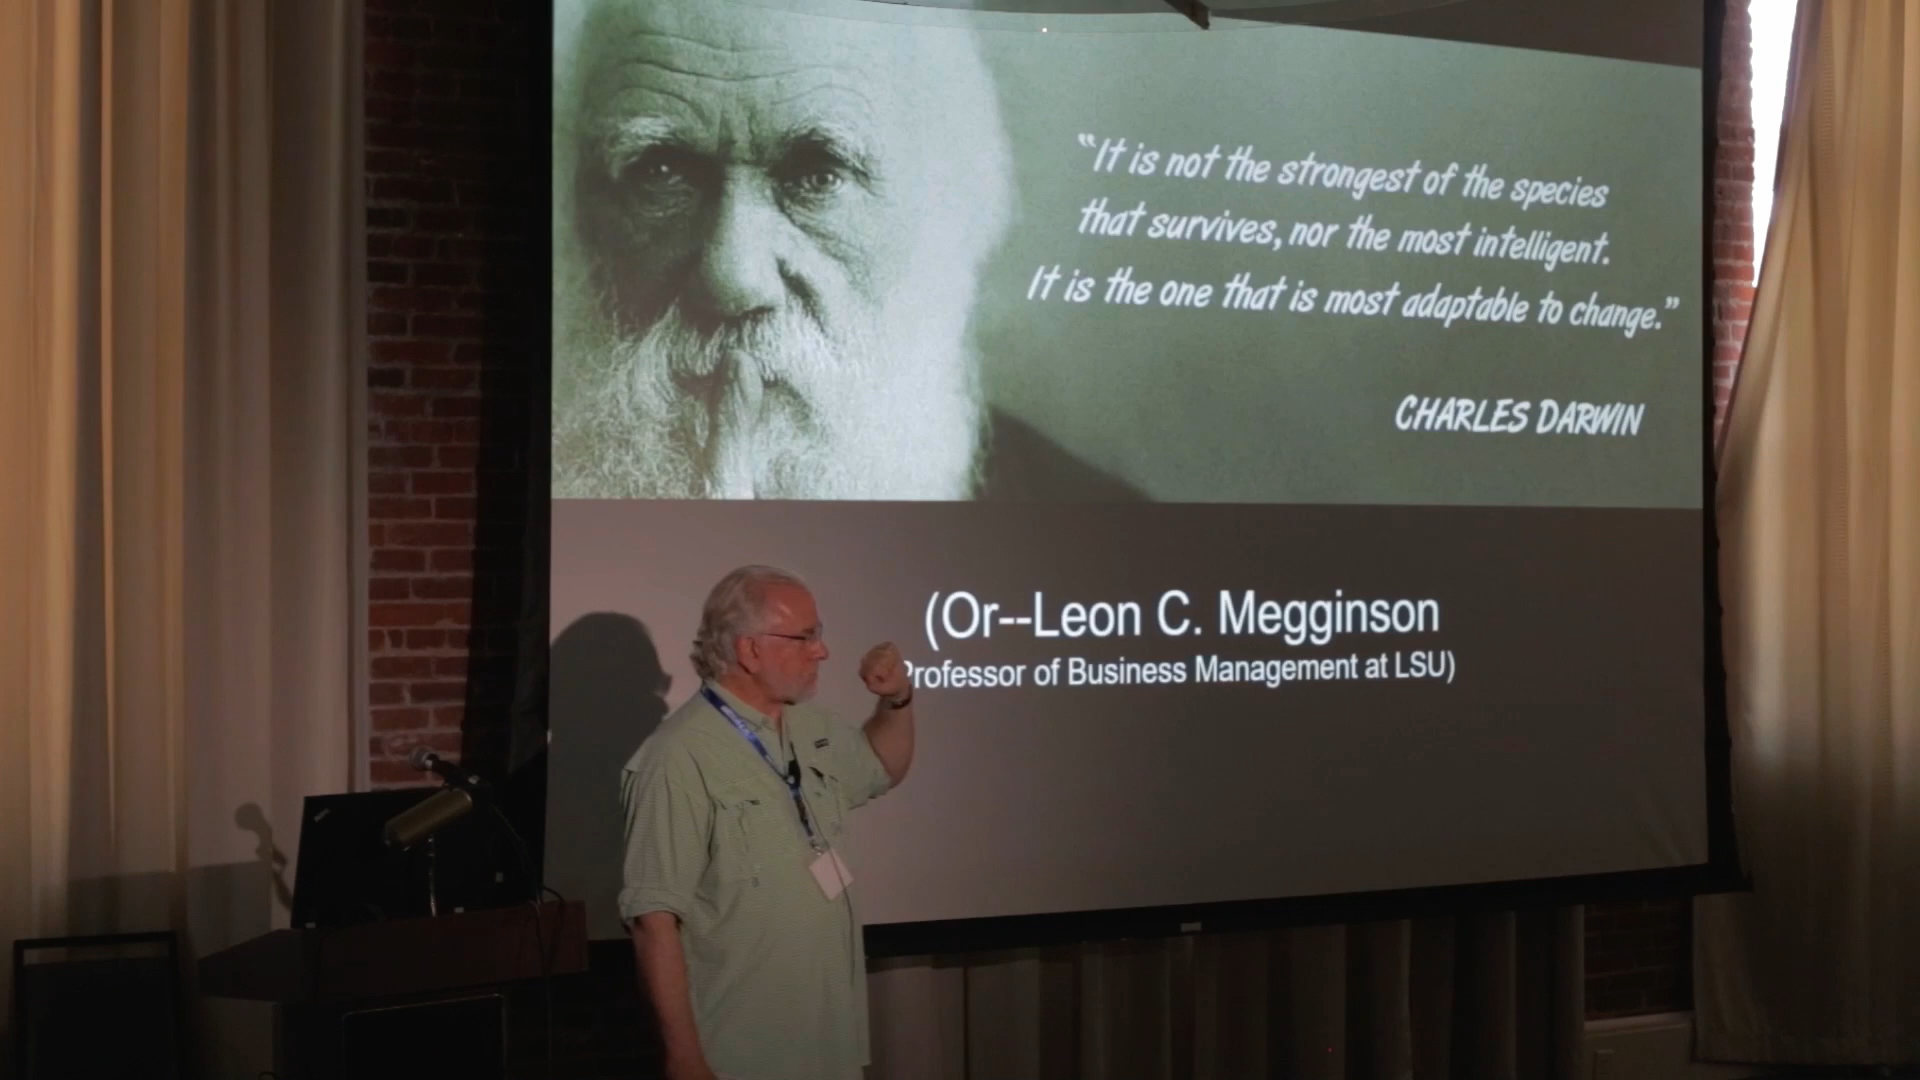 “It is not the strongest of the species
that survives, nor the most intelligent.
It is the one that is most adaptable to change.”
CHARLES DARWIN
(Or--Leon C. Megginson
Professor of Business Management at LSU)